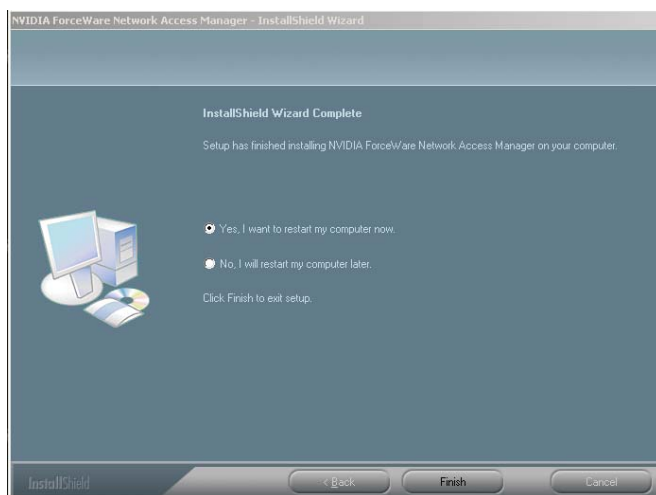 NVIDIA ForceWare Network Access Manager - InstallShield Wizard
InstallShield Wizard Complete
Setup has finished installing NVIDIA ForceWare Network Access Manager on your computer.
Yes, I want to restart my computer now.
No, I will restart my computer later.
Click Finish to exit setup.
InstallShield
< Back
Finish
Cancel